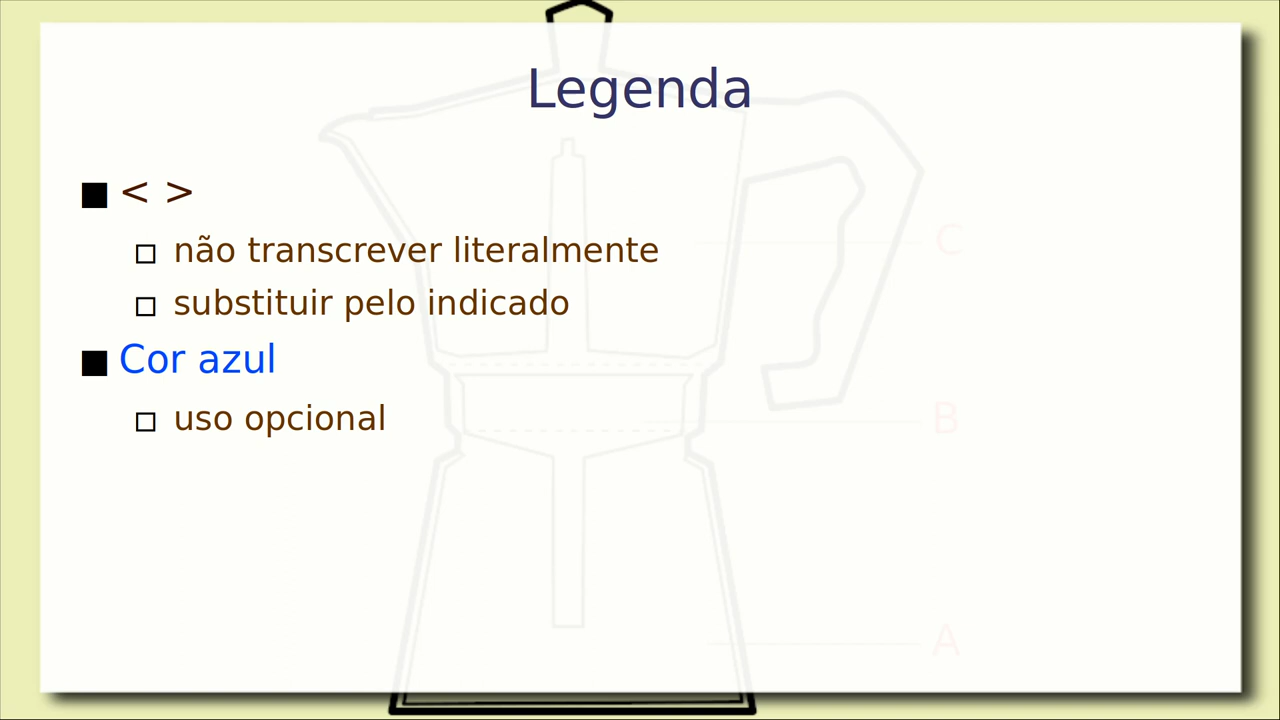 Legenda
< >
não transcrever literalmente
substituir pelo indicado
Cor azul
uso opcional
C
B
A